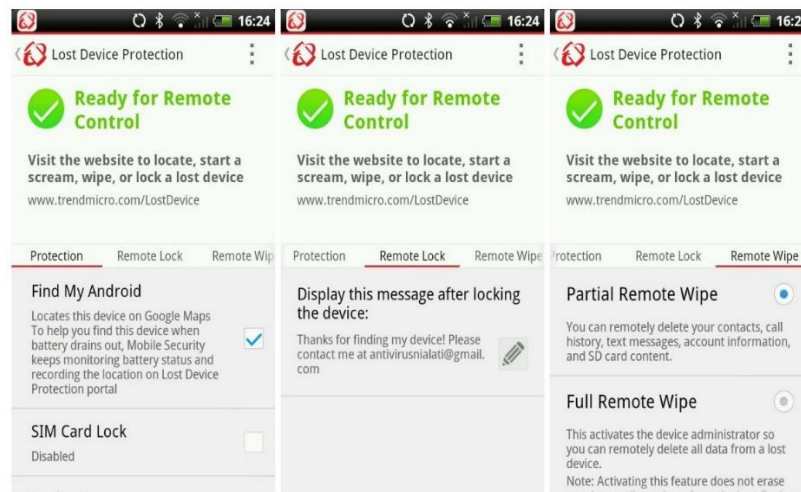 16:24
Lost Device Protection
Ready for Remote
Control
Visit the website to locate, start a
scream, wipe, or lock a lost device
www.trendmicro.com/LostDevice
Protection Remote Lock Remote Wip
Find My Android
Locates this device on Google Maps
To help you find this device when
battery drains out, Mobile Security
keeps monitoring battery status and
recording the location on Lost Device
Protection portal
SIM Card Lock
Disabled
16:24
Lost Device Protection
Ready for Remote
Control
Visit the website to locate, start a
scream, wipe, or lock a lost device
www.trendmicro.com/LostDevice
Protection Remote Lock Remote Wipe
Display this message after locking
the device:
Thanks for finding my device! Please
contact me at antivirusnialati@gmail.
com
16:2
Lost Device Protection
Ready for Remote
Control
Visit the website to locate, start a
scream, wipe, or lock a lost device
www.trendmicro.com/LostDevice
rotection Remote Lock Remote Wipe
Partial Remote Wipe
You can remotely delete your contacts, call
history, text messages, account information,
and SD card content.
Full Remote Wipe
This activates the device administrator so
you can remotely delete all data from a lost
device.
Note: Activating this feature does not erase